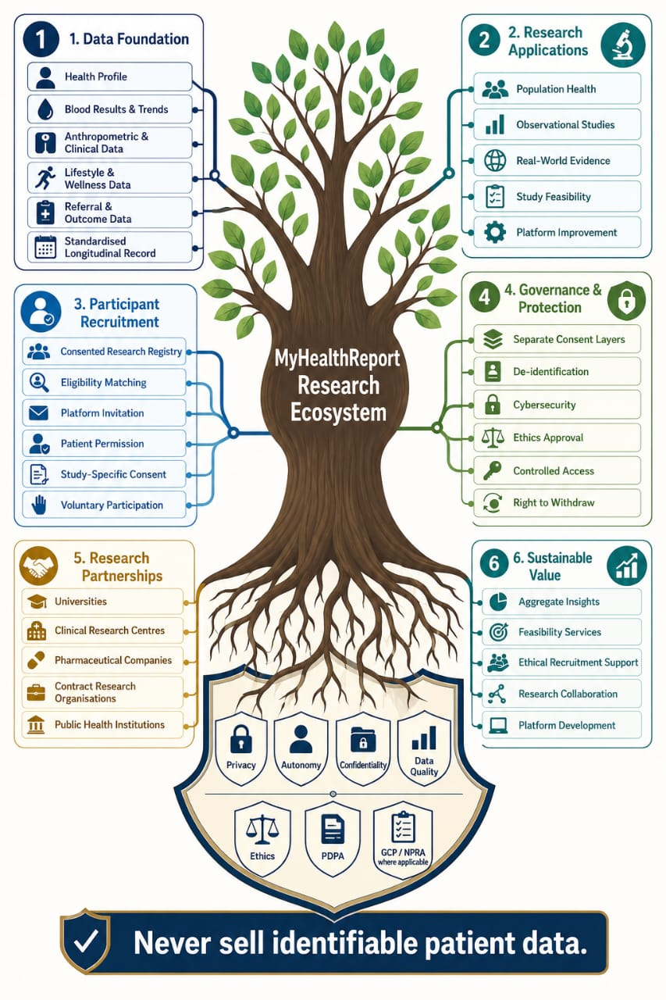 1
1. Data Foundation
Health Profile
Blood Results & Trends
Anthropometric &
Clinical Data
Lifestyle &
Wellness Data
Referral &
Outcome Data
Standardised
Longitudinal Record
2
2. Research
Applications
Population Health
Observational Studies
Real-World Evidence
Study Feasibility
Platform Improvement
3. Participant
Recruitment
Consented Research Registry
Eligibility Matching
Platform Invitation
Patient Permission
Study-Specific Consent
Voluntary Participation
MyHealthReport
Research
Ecosystem
4
4. Governance &
Protection
Separate Consent Layers
De-identification
Cybersecurity
Ethics Approval
Controlled Access
Right to Withdraw
5. Research
Partnerships
Universities
Clinical Research Centres
Pharmaceutical Companies
Contract Research
Organisations
Public Health Institutions
6
6. Sustainable
Value
Aggregate Insights
Feasibility Services
Ethical Recruitment Support
Research Collaboration
Platform Development
Privacy
Autonomy
Confidentiality
Data
Quality
Ethics
PDPA
GCP / NPRA
where applicable
Never sell identifiable patient data.